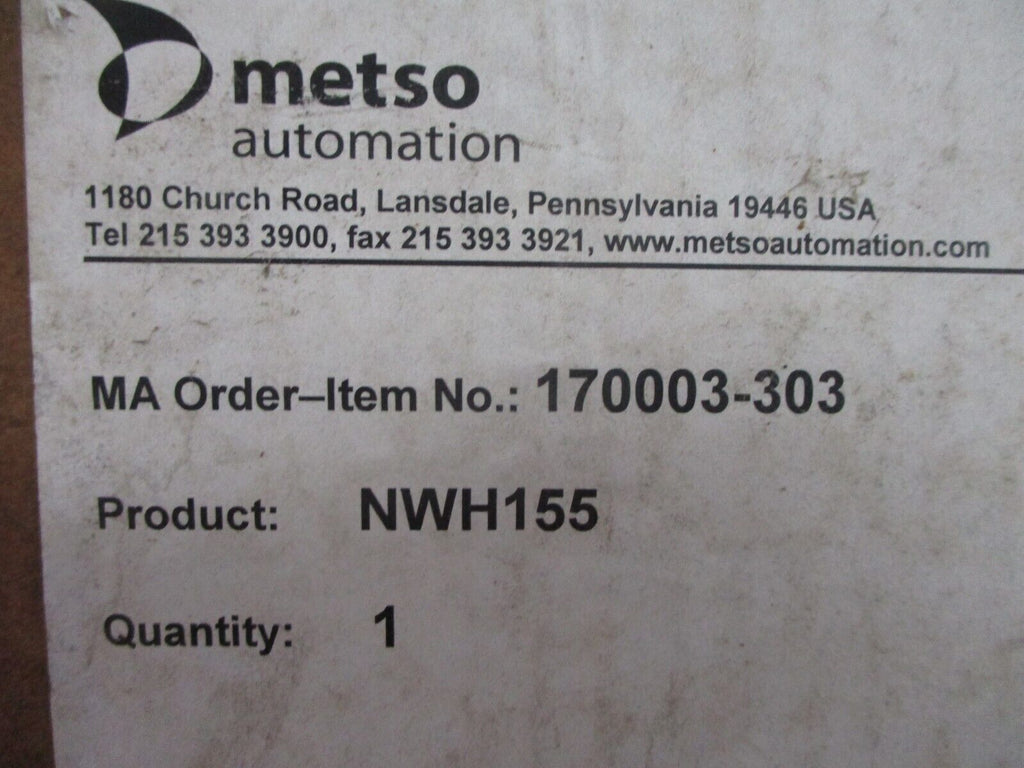 metso
automation
1180 Church Road, Lansdale, Pennsylvania 19446 USA
Tel 215 393 3900, fax 215 393 3921, www.metsoautomation.com
MA Order–Item No.: 170003-303
Product: NWH155
Quantity: 1